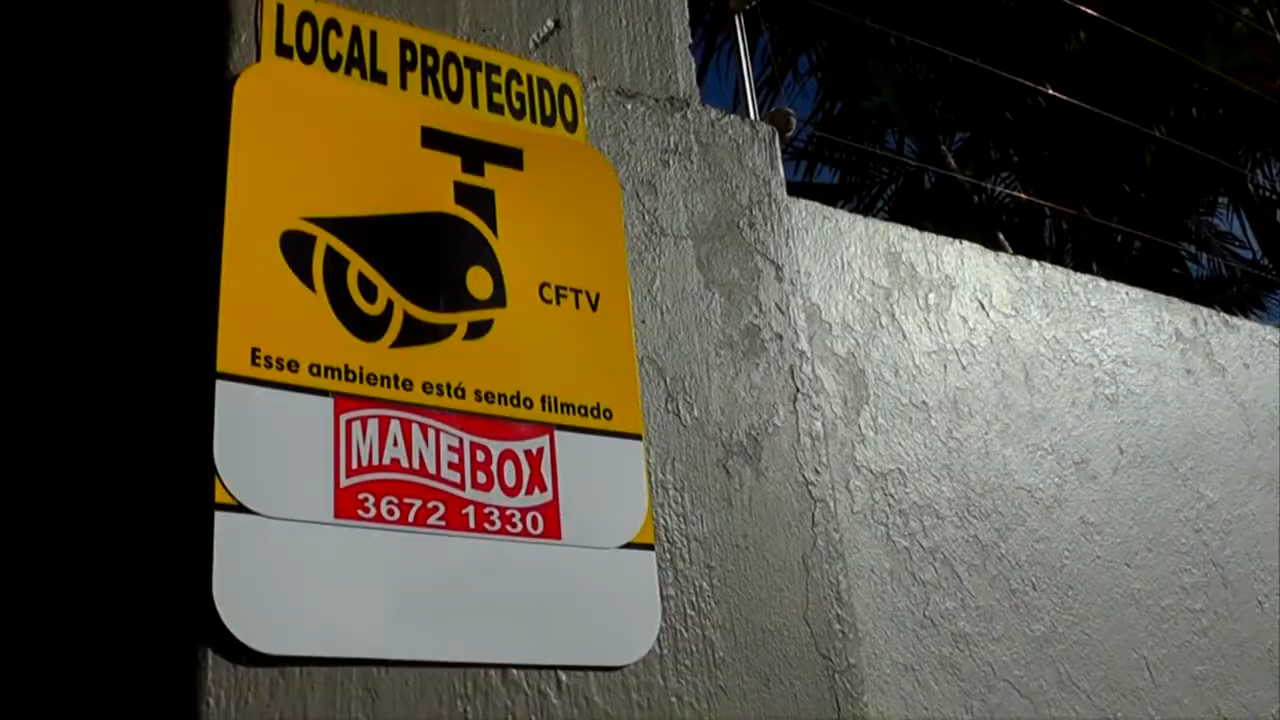 LOCAL PROTEGIDO
CFTV
Esse ambiente está sendo filmado
MANEBOX
3672 1330